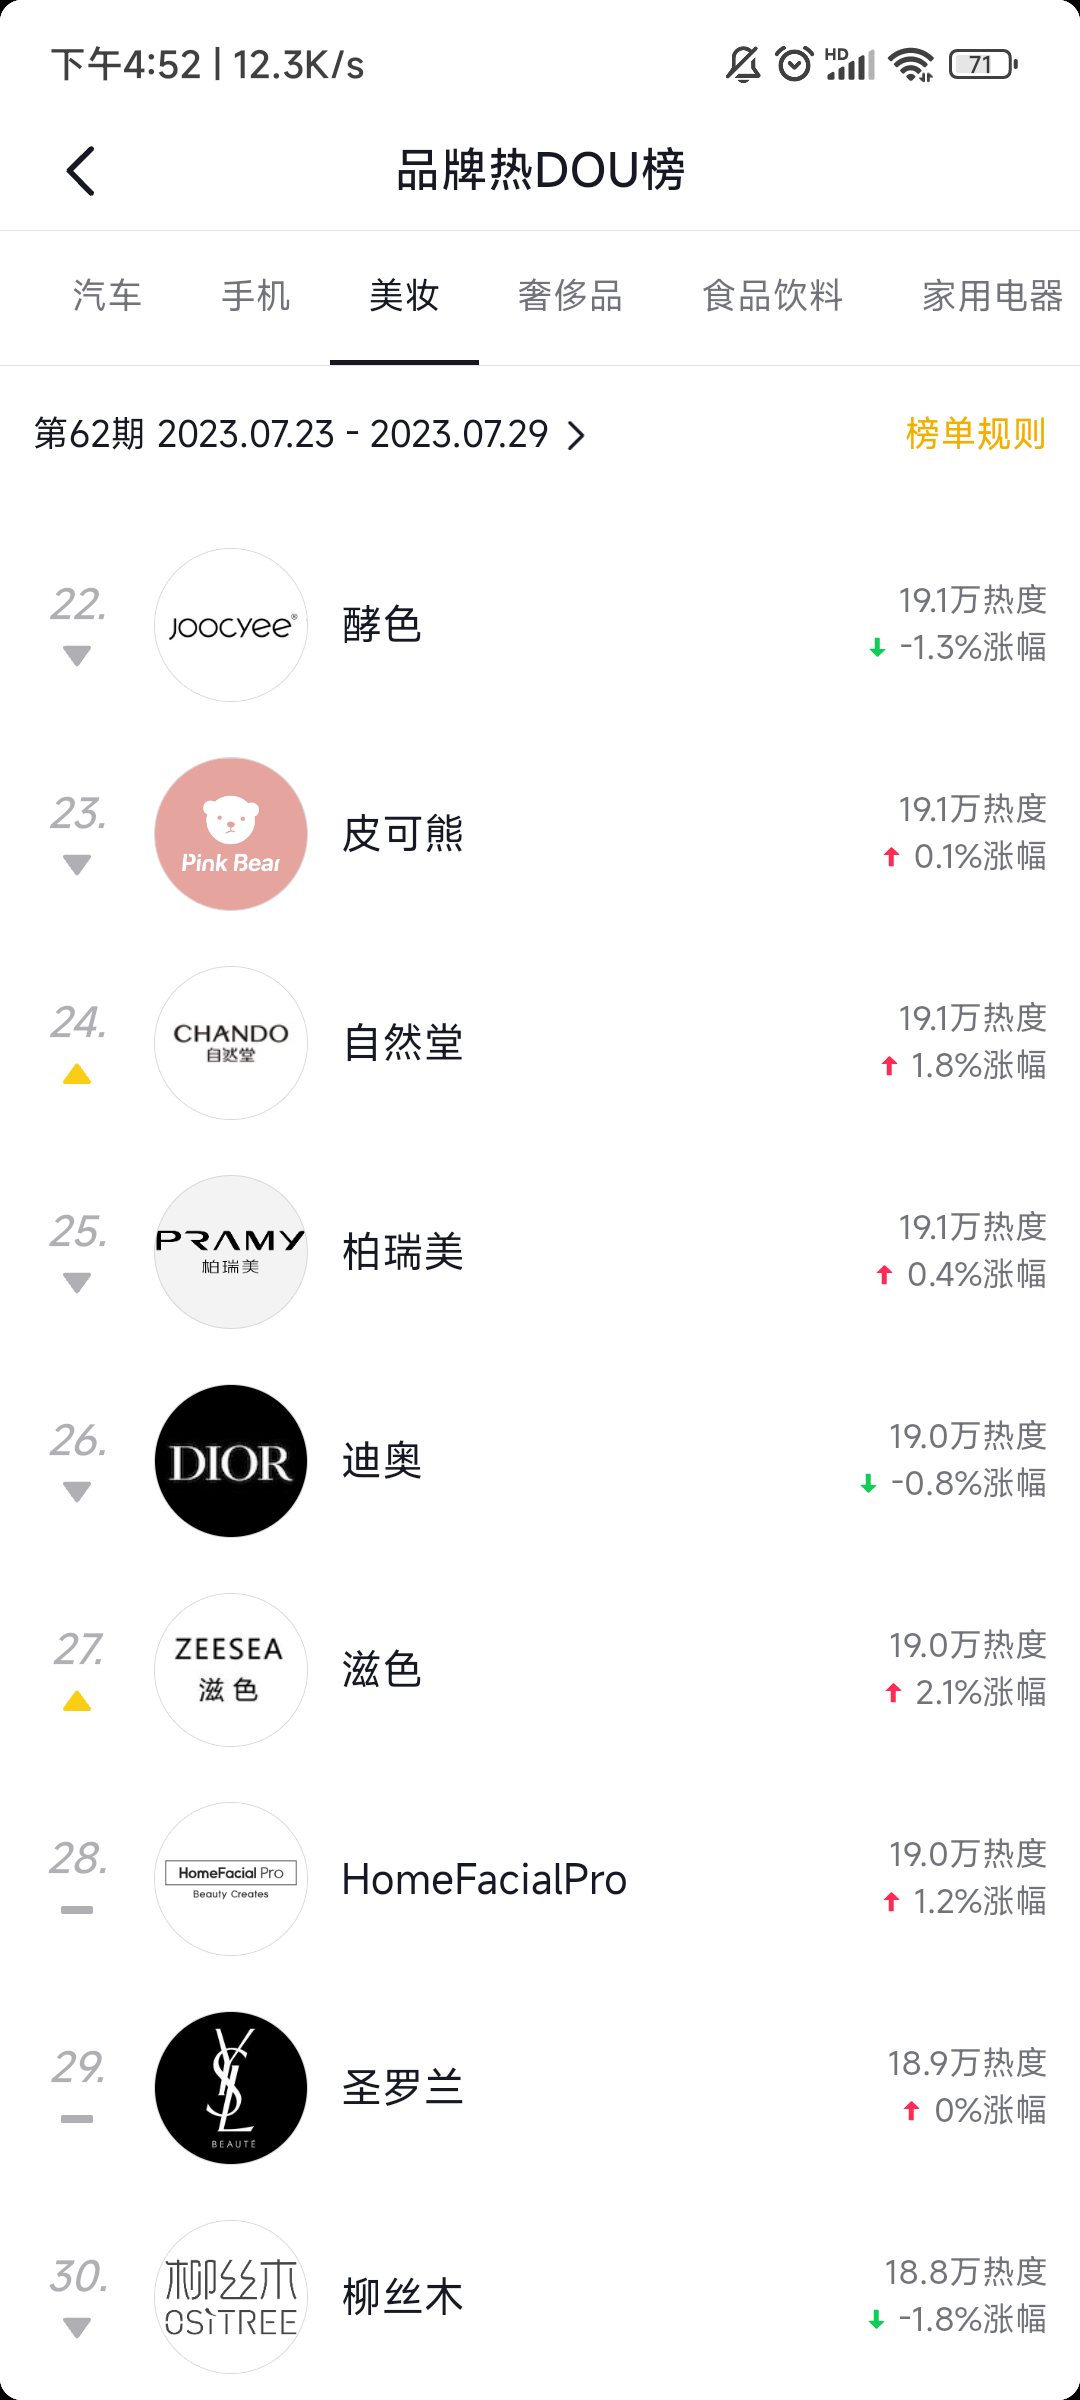 下午4:52 | 12.3K/s
HD
71
品牌热DOU榜
汽车 手机 美妆 奢侈品 食品饮料 家用电器
第62期 2023.07.23 - 2023.07.29
榜单规则
22.
JOOCYEE®
酵色
19.1万热度
-1.3%涨幅
23.
Pink Bear
皮可熊
19.1万热度
0.1%涨幅
24.
CHANDO
自然堂
自然堂
19.1万热度
1.8%涨幅
25.
PRAMY
柏瑞美
柏瑞美
19.1万热度
0.4%涨幅
26.
DIOR
迪奥
19.0万热度
-0.8%涨幅
27.
ZEESEA
滋色
滋色
19.0万热度
2.1%涨幅
28.
HomeFacial Pro
Beauty Creates
HomeFacialPro
19.0万热度
1.2%涨幅
29.
YSL
BEAUTÉ
圣罗兰
18.9万热度
0%涨幅
30.
柳丝木
OSiTREE
柳丝木
18.8万热度
-1.8%涨幅